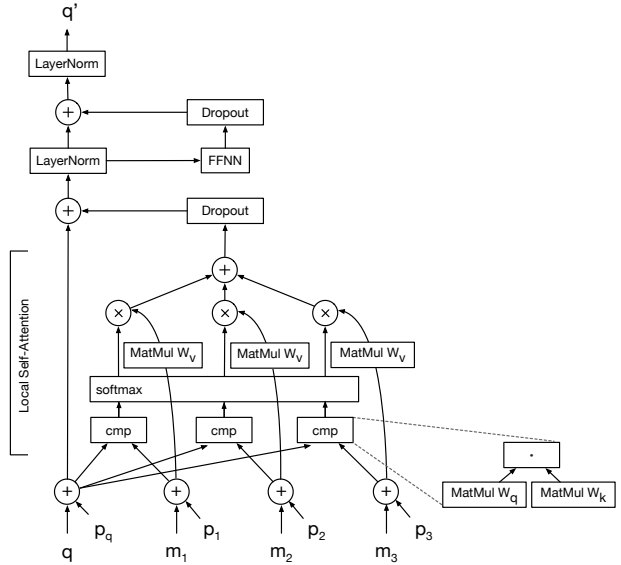 q’
LayerNorm
+
Dropout
LayerNorm
FFNN
+
Dropout
Local Self-Attention
+
×
×
×
MatMul Wv
MatMul Wv
MatMul Wv
softmax
cmp
cmp
cmp
·
MatMul Wq
MatMul Wk
+
+
+
+
pq
p1
p2
p3
q
m1
m2
m3